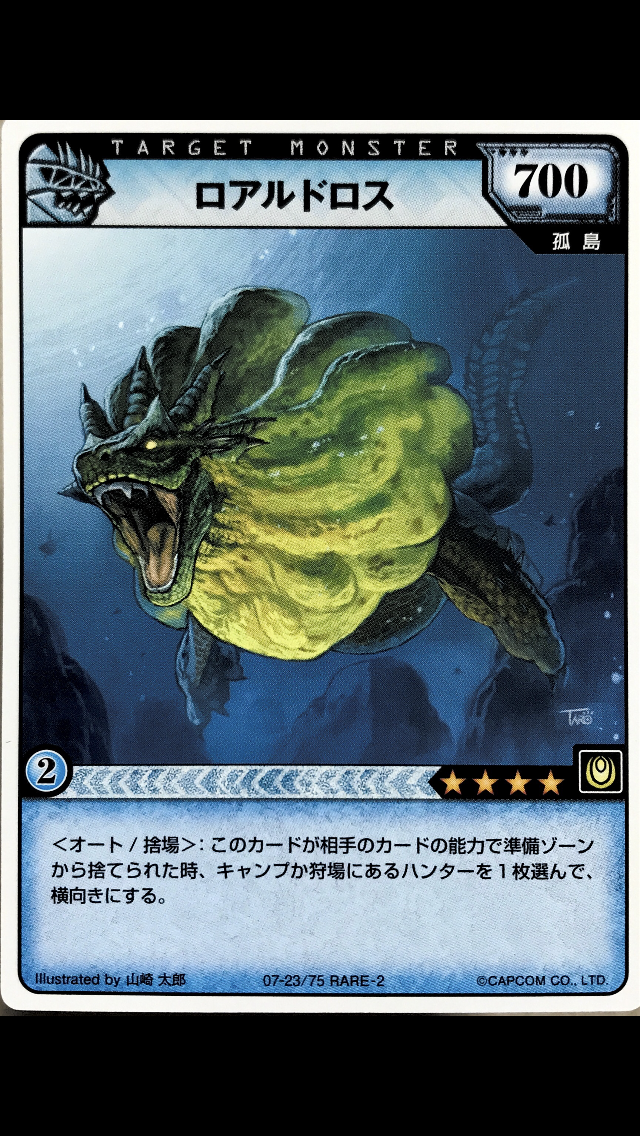 TARGET MONSTER
ロアルドロス
700
孤島
TARO
2
<オート / 捨場>: このカードが相手のカードの能力で準備ゾーン
から捨てられた時、キャンプか狩場にあるハンターを1枚選んで、
横向きにする。
Illustrated by 山崎 太郎 07-23/75 RARE-2 ©CAPCOM CO., LTD.